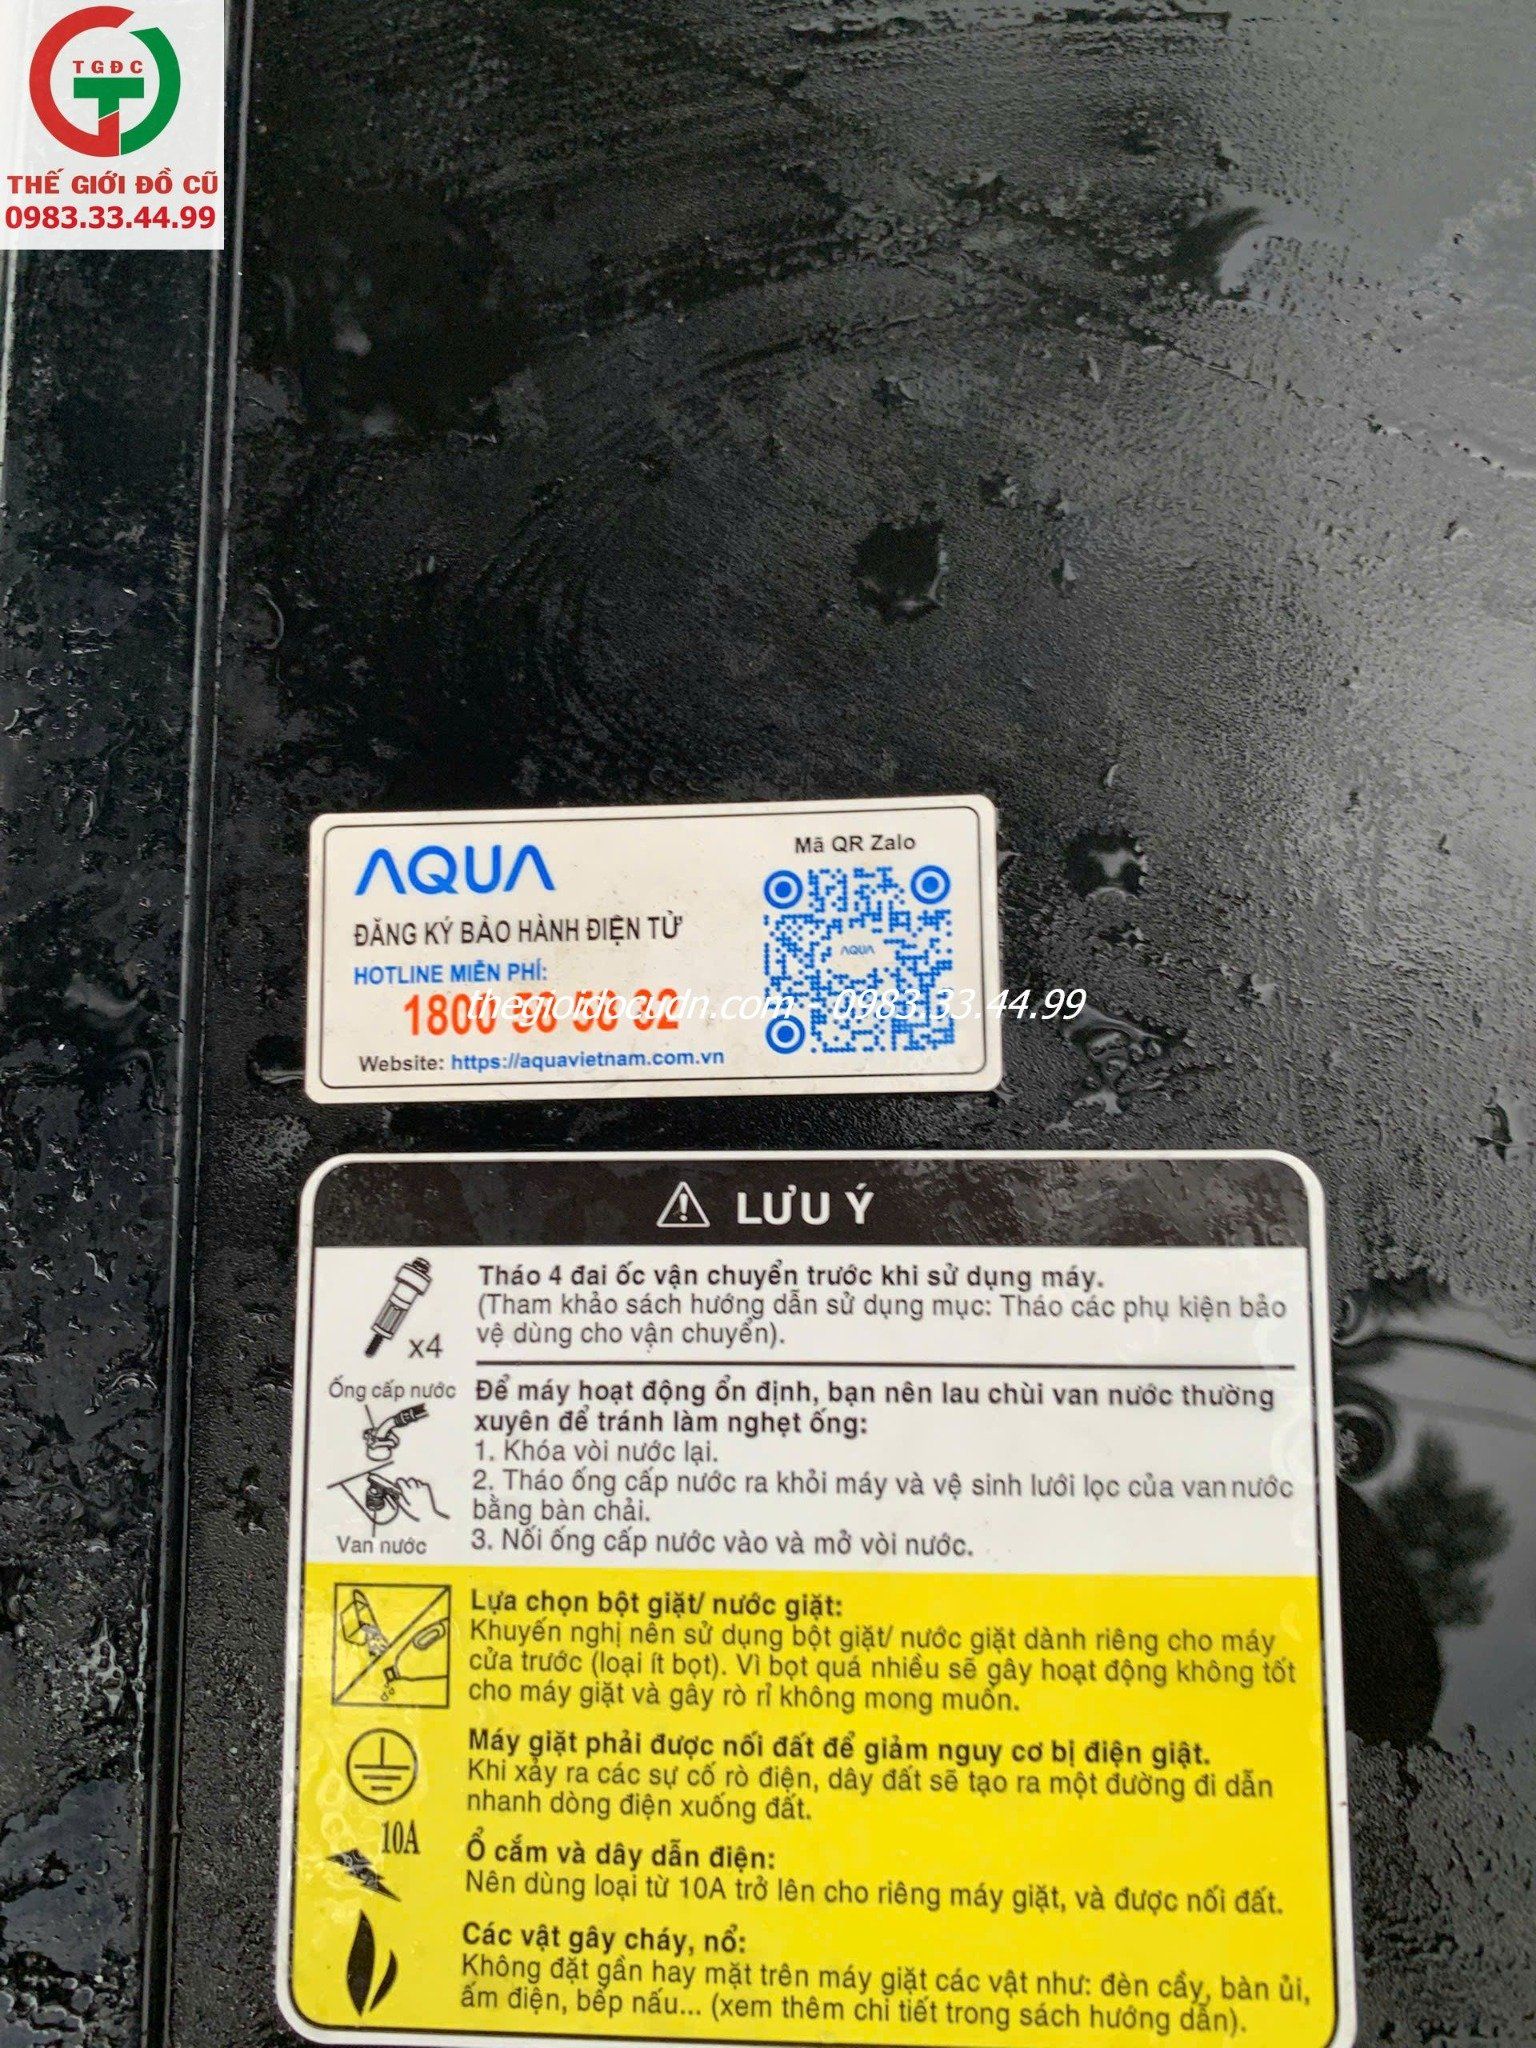 TGĐC
THẾ GIỚI ĐỒ CŨ
0983.33.44.99
AQUA
ĐĂNG KÝ BẢO HÀNH ĐIỆN TỬ
HOTLINE MIỄN PHÍ:
1800 58 58 32
Website: https://aquavietnam.com.vn
Mã QR Zalo
AQUA
thegioidocudn.com 0983.33.44.99
LƯU Ý
x4
Tháo 4 đai ốc vận chuyển trước khi sử dụng máy.
(Tham khảo sách hướng dẫn sử dụng mục: Tháo các phụ kiện bảo
vệ dùng cho vận chuyển).
Ống cấp nước
Van nước
Để máy hoạt động ổn định, bạn nên lau chùi van nước thường
xuyên để tránh làm nghẹt ống:
1. Khóa vòi nước lại.
2. Tháo ống cấp nước ra khỏi máy và vệ sinh lưới lọc của van nước
bằng bàn chải.
3. Nối ống cấp nước vào và mở vòi nước.
Lựa chọn bột giặt/ nước giặt:
Khuyến nghị nên sử dụng bột giặt/ nước giặt dành riêng cho máy
cửa trước (loại ít bọt). Vì bọt quá nhiều sẽ gây hoạt động không tốt
cho máy giặt và gây rò rỉ không mong muốn.
Máy giặt phải được nối đất để giảm nguy cơ bị điện giật.
Khi xảy ra các sự cố rò điện, dây đất sẽ tạo ra một đường đi dẫn
nhanh dòng điện xuống đất.
10A
Ổ cắm và dây dẫn điện:
Nên dùng loại từ 10A trở lên cho riêng máy giặt, và được nối đất.
Các vật gây cháy, nổ:
Không đặt gần hay mặt trên máy giặt các vật như: đèn cầy, bàn ủi,
ấm điện, bếp nấu... (xem thêm chi tiết trong sách hướng dẫn).